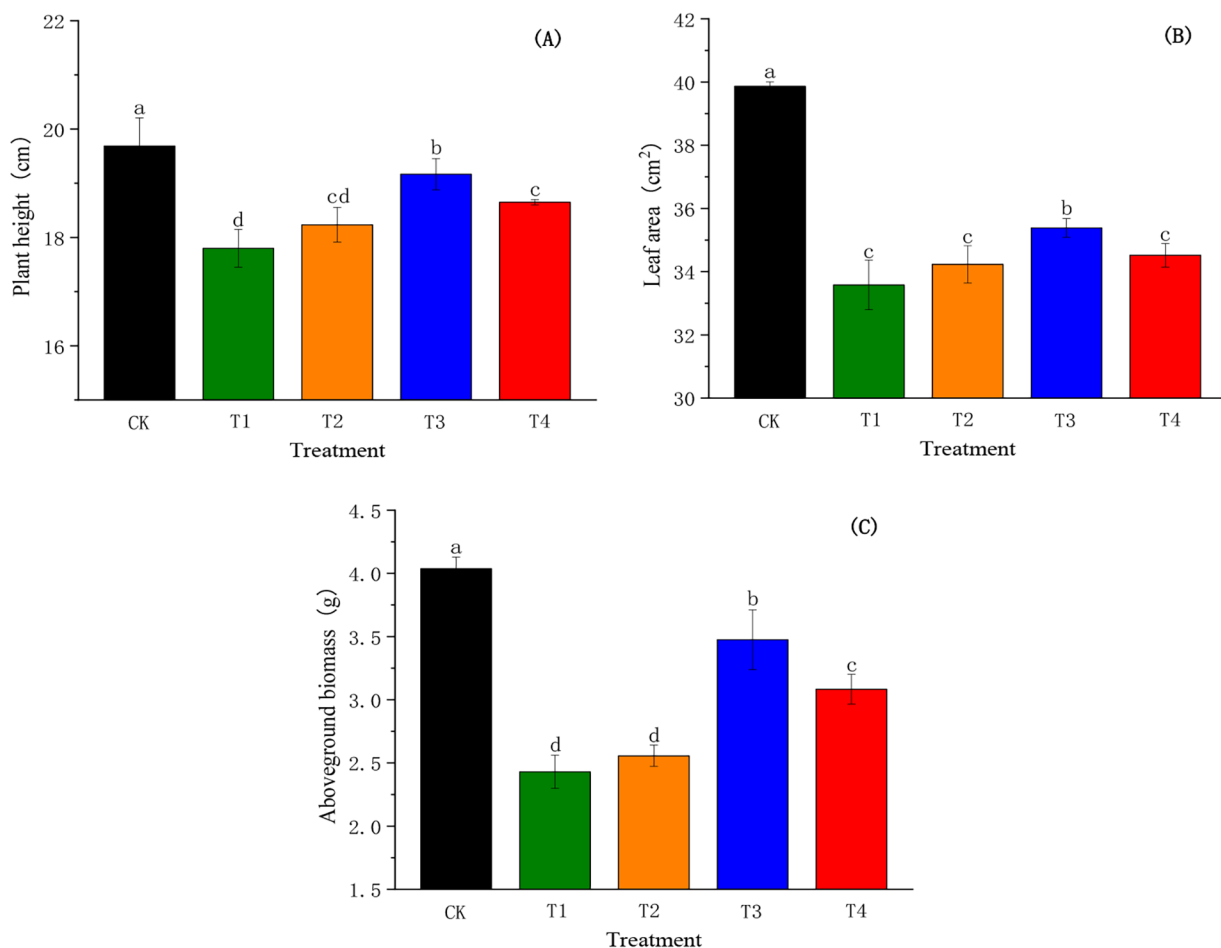 (A)
Plant height (cm)
22
20
18
16
a
d
cd
b
c
CK T1 T2 T3 T4
Treatment
(B)
Leaf area (cm²)
42
40
38
36
34
32
30
a
c
c
b
c
CK T1 T2 T3 T4
Treatment
(C)
Aboveground biomass (g)
4.5
4.0
3.5
3.0
2.5
2.0
1.5
a
d
d
b
c
CK T1 T2 T3 T4
Treatment